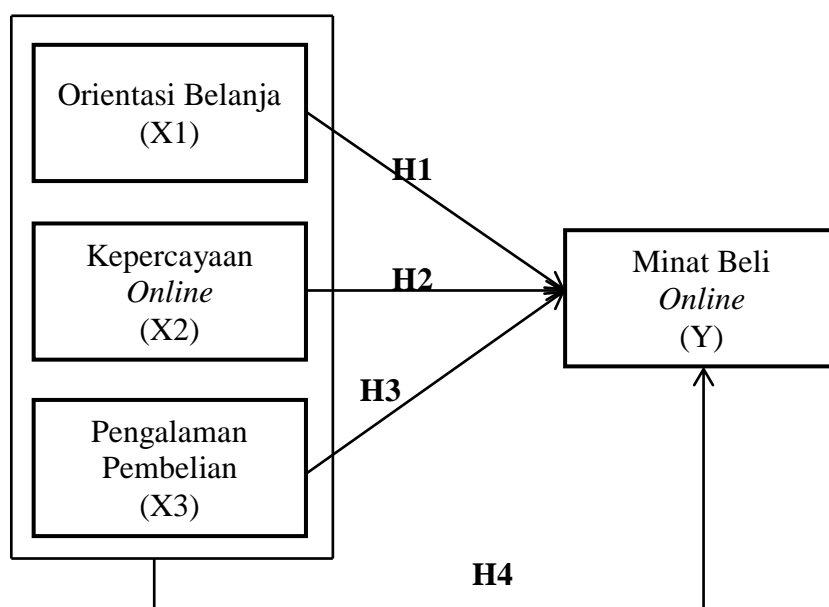 Orientasi Belanja
(X1)
H1
Kepercayaan
Online
(X2)
H2
Minat Beli
Online
(Y)
H3
Pengalaman
Pembelian
(X3)
H4